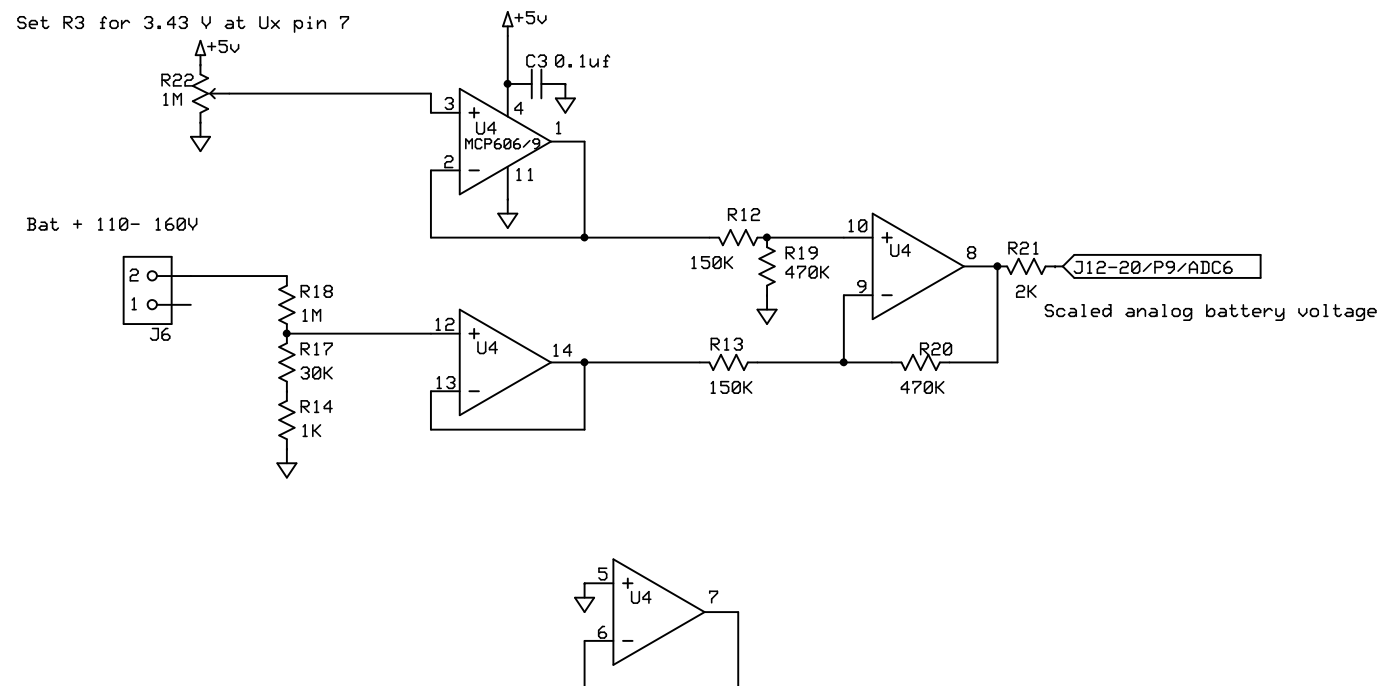 Set R3 for 3.43 V at Ux pin 7
+5v
+5v
C3 0.1uf
R22
1M
3
+
4
U4
MCP606/9
1
2
−
11
Bat + 110- 160V
R12
150K
R19
470K
10
+
U4
8
9
−
R21
2K
J12-20/P9/ADC6
Scaled analog battery voltage
2
1
J6
R18
1M
R17
30K
R14
1K
12
+
U4
14
13
−
R13
150K
R20
470K
5
+
U4
7
6
−